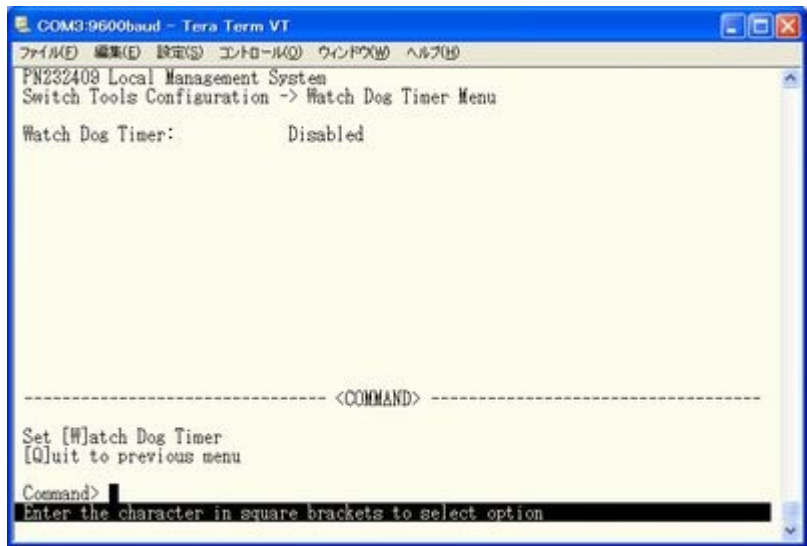 COM3:9600baud - Tera Term VT
ファイル(F) 編集(E) 設定(S) コントロール(O) ウィンドウ(W) ヘルプ(H)
PN232409 Local Management System
Switch Tools Configuration -> Watch Dog Timer Menu
Watch Dog Timer: Disabled
-------------------------------- <COMMAND> -----------------------------------
Set [W]atch Dog Timer
[Q]uit to previous menu
Command>
Enter the character in square brackets to select option